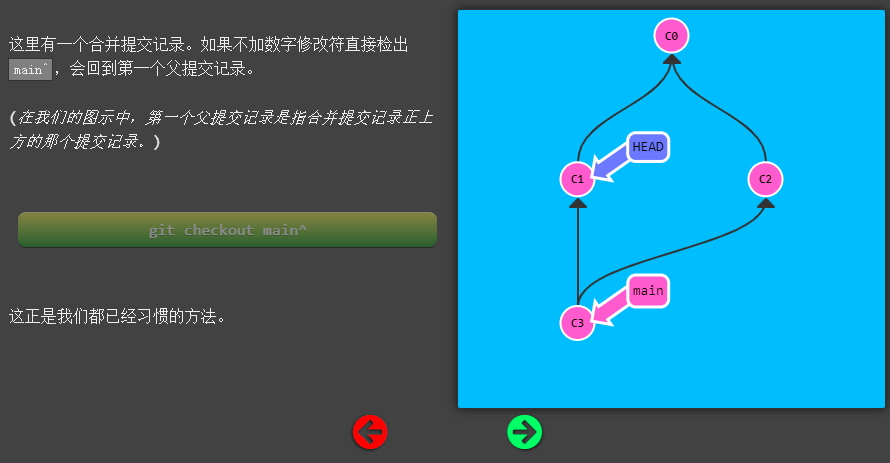 这里有一个合并提交记录。如果不加数字修改符直接检出
main^，会回到第一个父提交记录。
(在我们的图示中，第一个父提交记录是指合并提交记录正上
方的那个提交记录。)
git checkout main^
这正是我们都已经习惯的方法。
C0
HEAD
C1
C2
main
C3